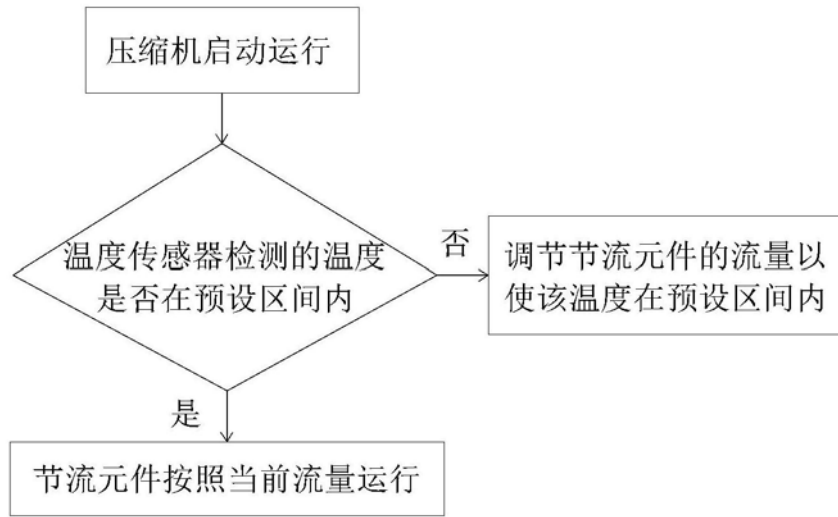 压缩机启动运行
温度传感器检测的温度
是否在预设区间内
否
调节节流元件的流量以
使该温度在预设区间内
是
节流元件按照当前流量运行